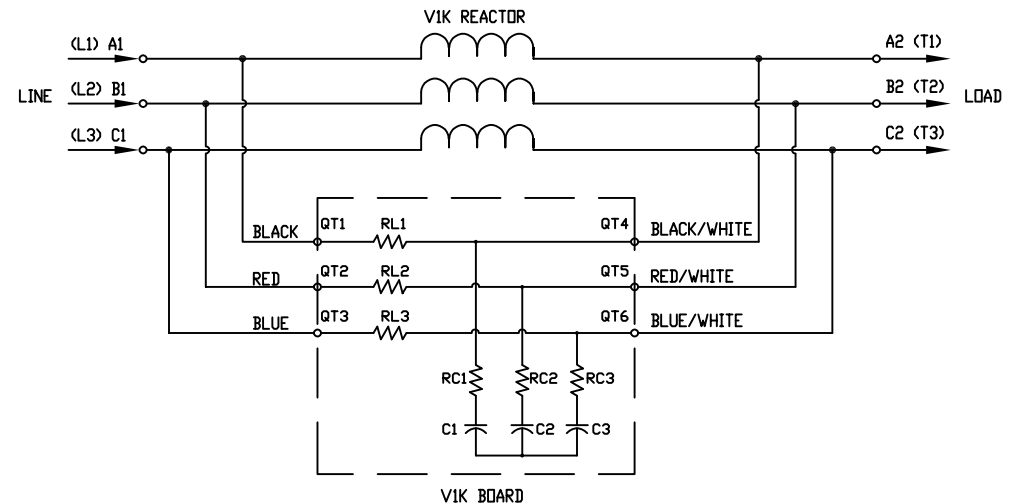 V1K REACTOR
(L1) A1
A2 (T1)
(L2) B1
B2 (T2)
LINE
LOAD
(L3) C1
C2 (T3)
QT1
RL1
QT4
BLACK
BLACK/WHITE
QT2
RL2
QT5
RED
RED/WHITE
QT3
RL3
QT6
BLUE
BLUE/WHITE
RC1
RC2
RC3
C1
C2
C3
V1K BOARD